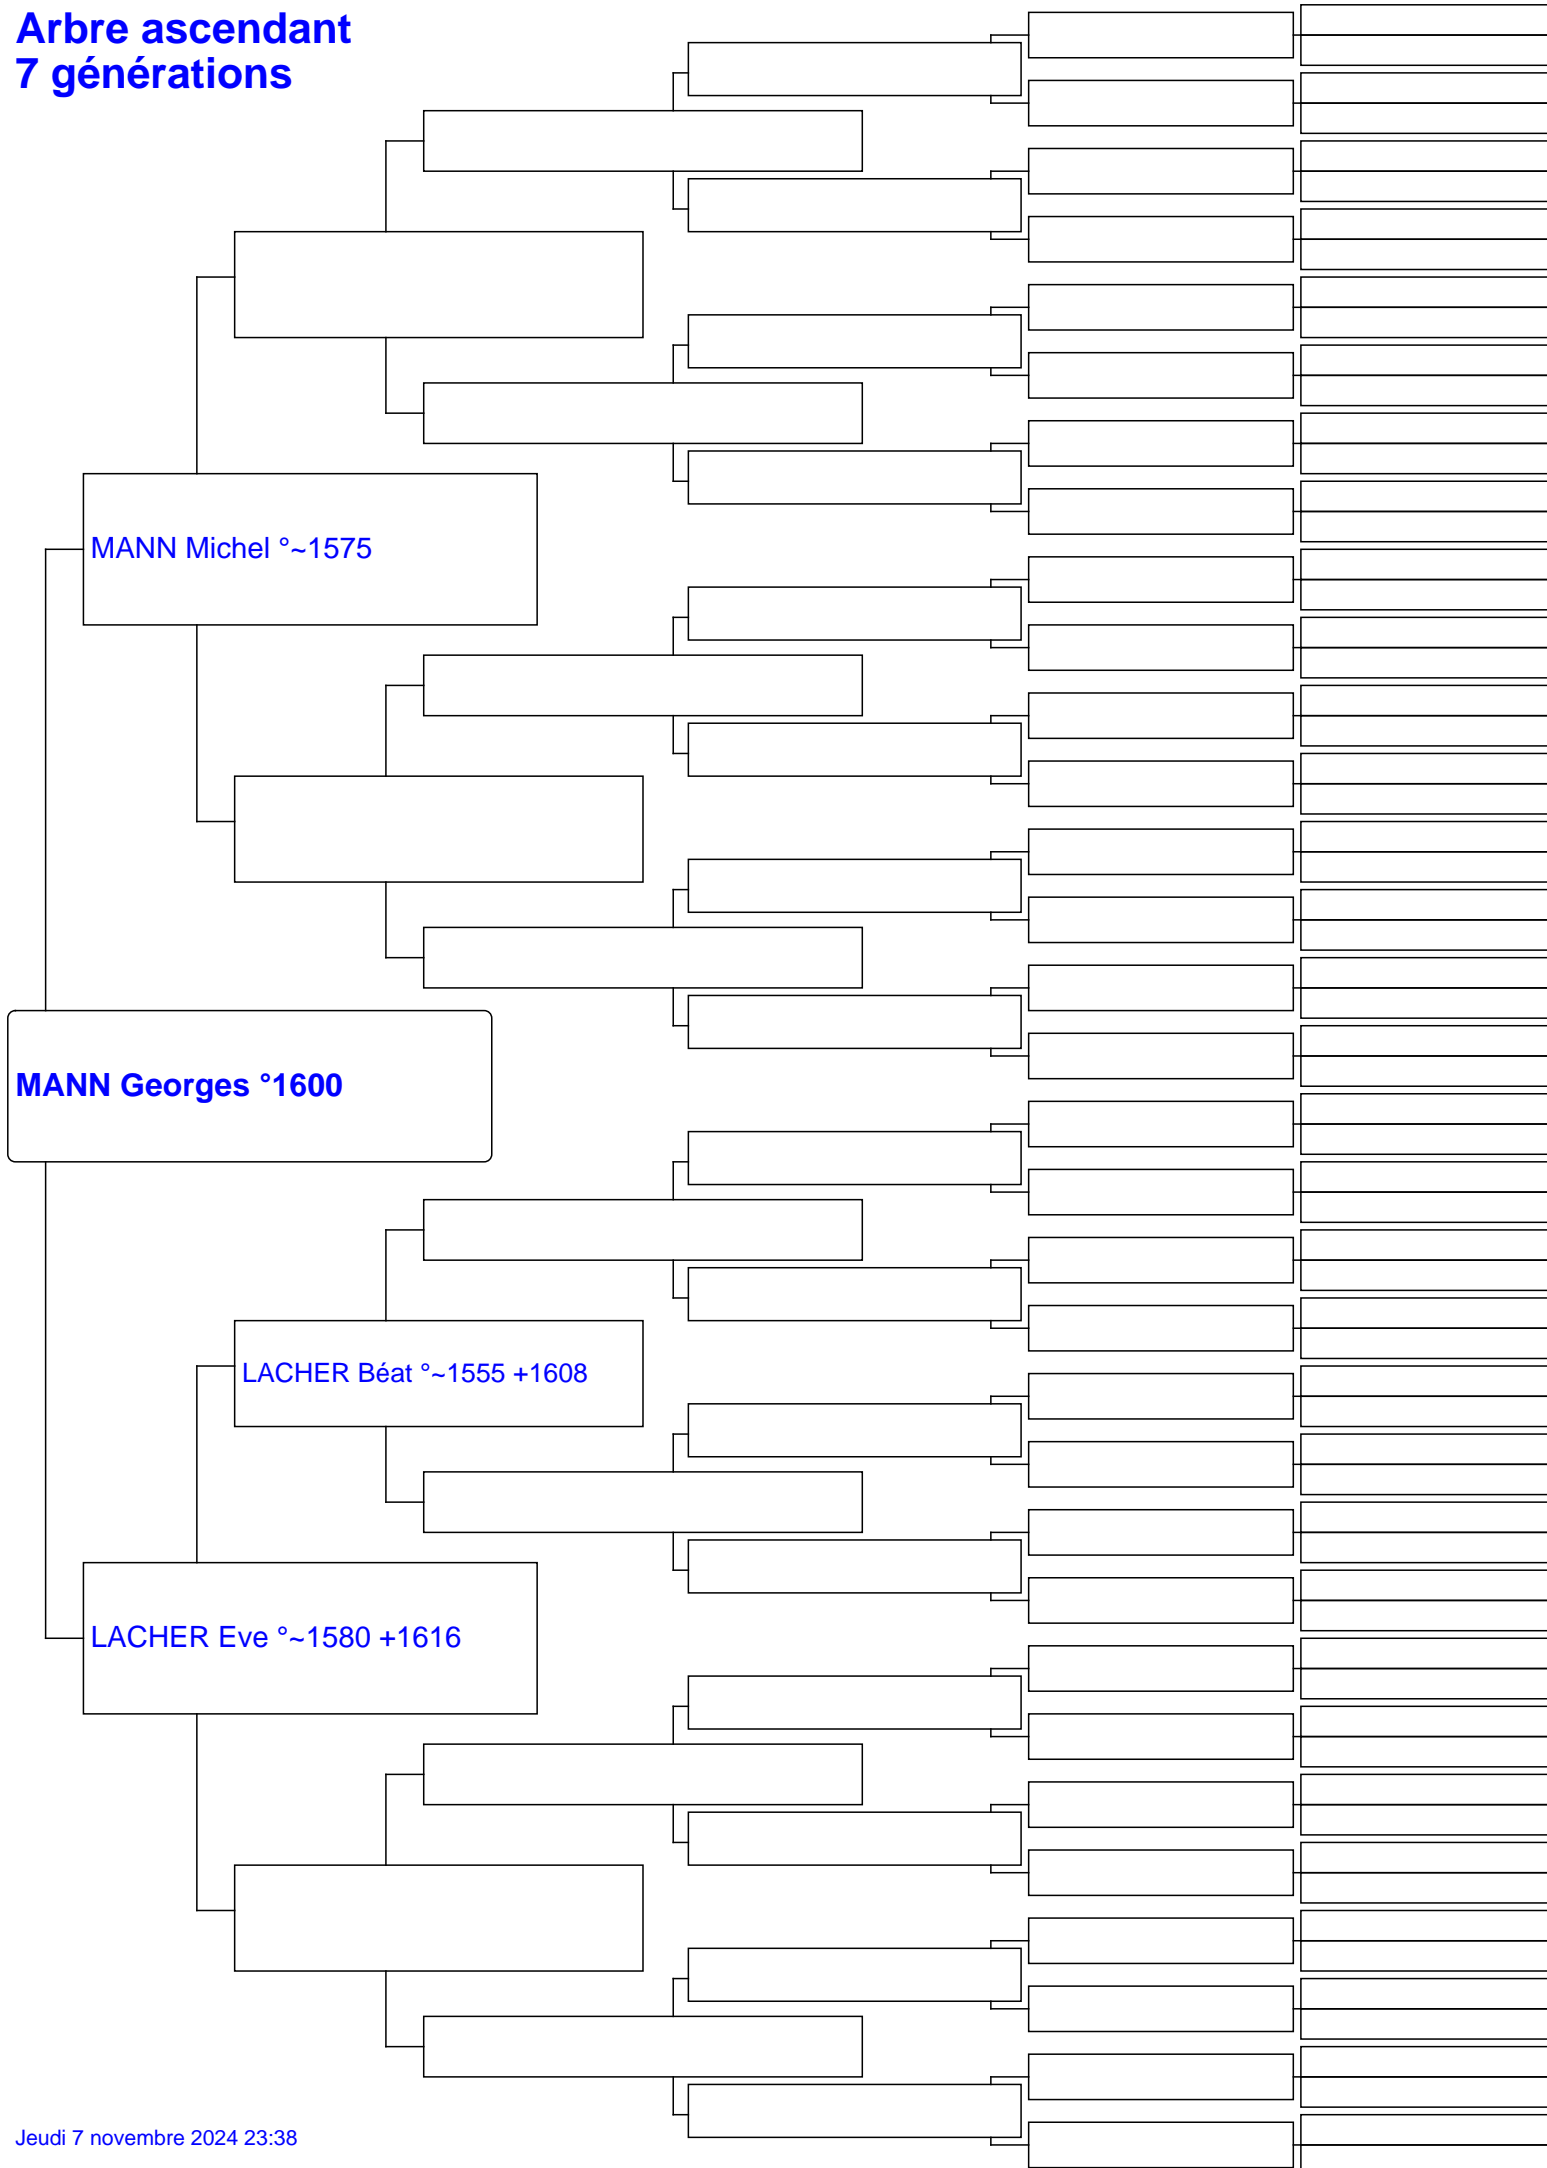 Arbre ascendant
7 générations
MANN Michel °~1575
MANN Georges °1600
LACHER Béat °~1555 +1608
LACHER Eve °~1580 +1616
Jeudi 7 novembre 2024 23:38